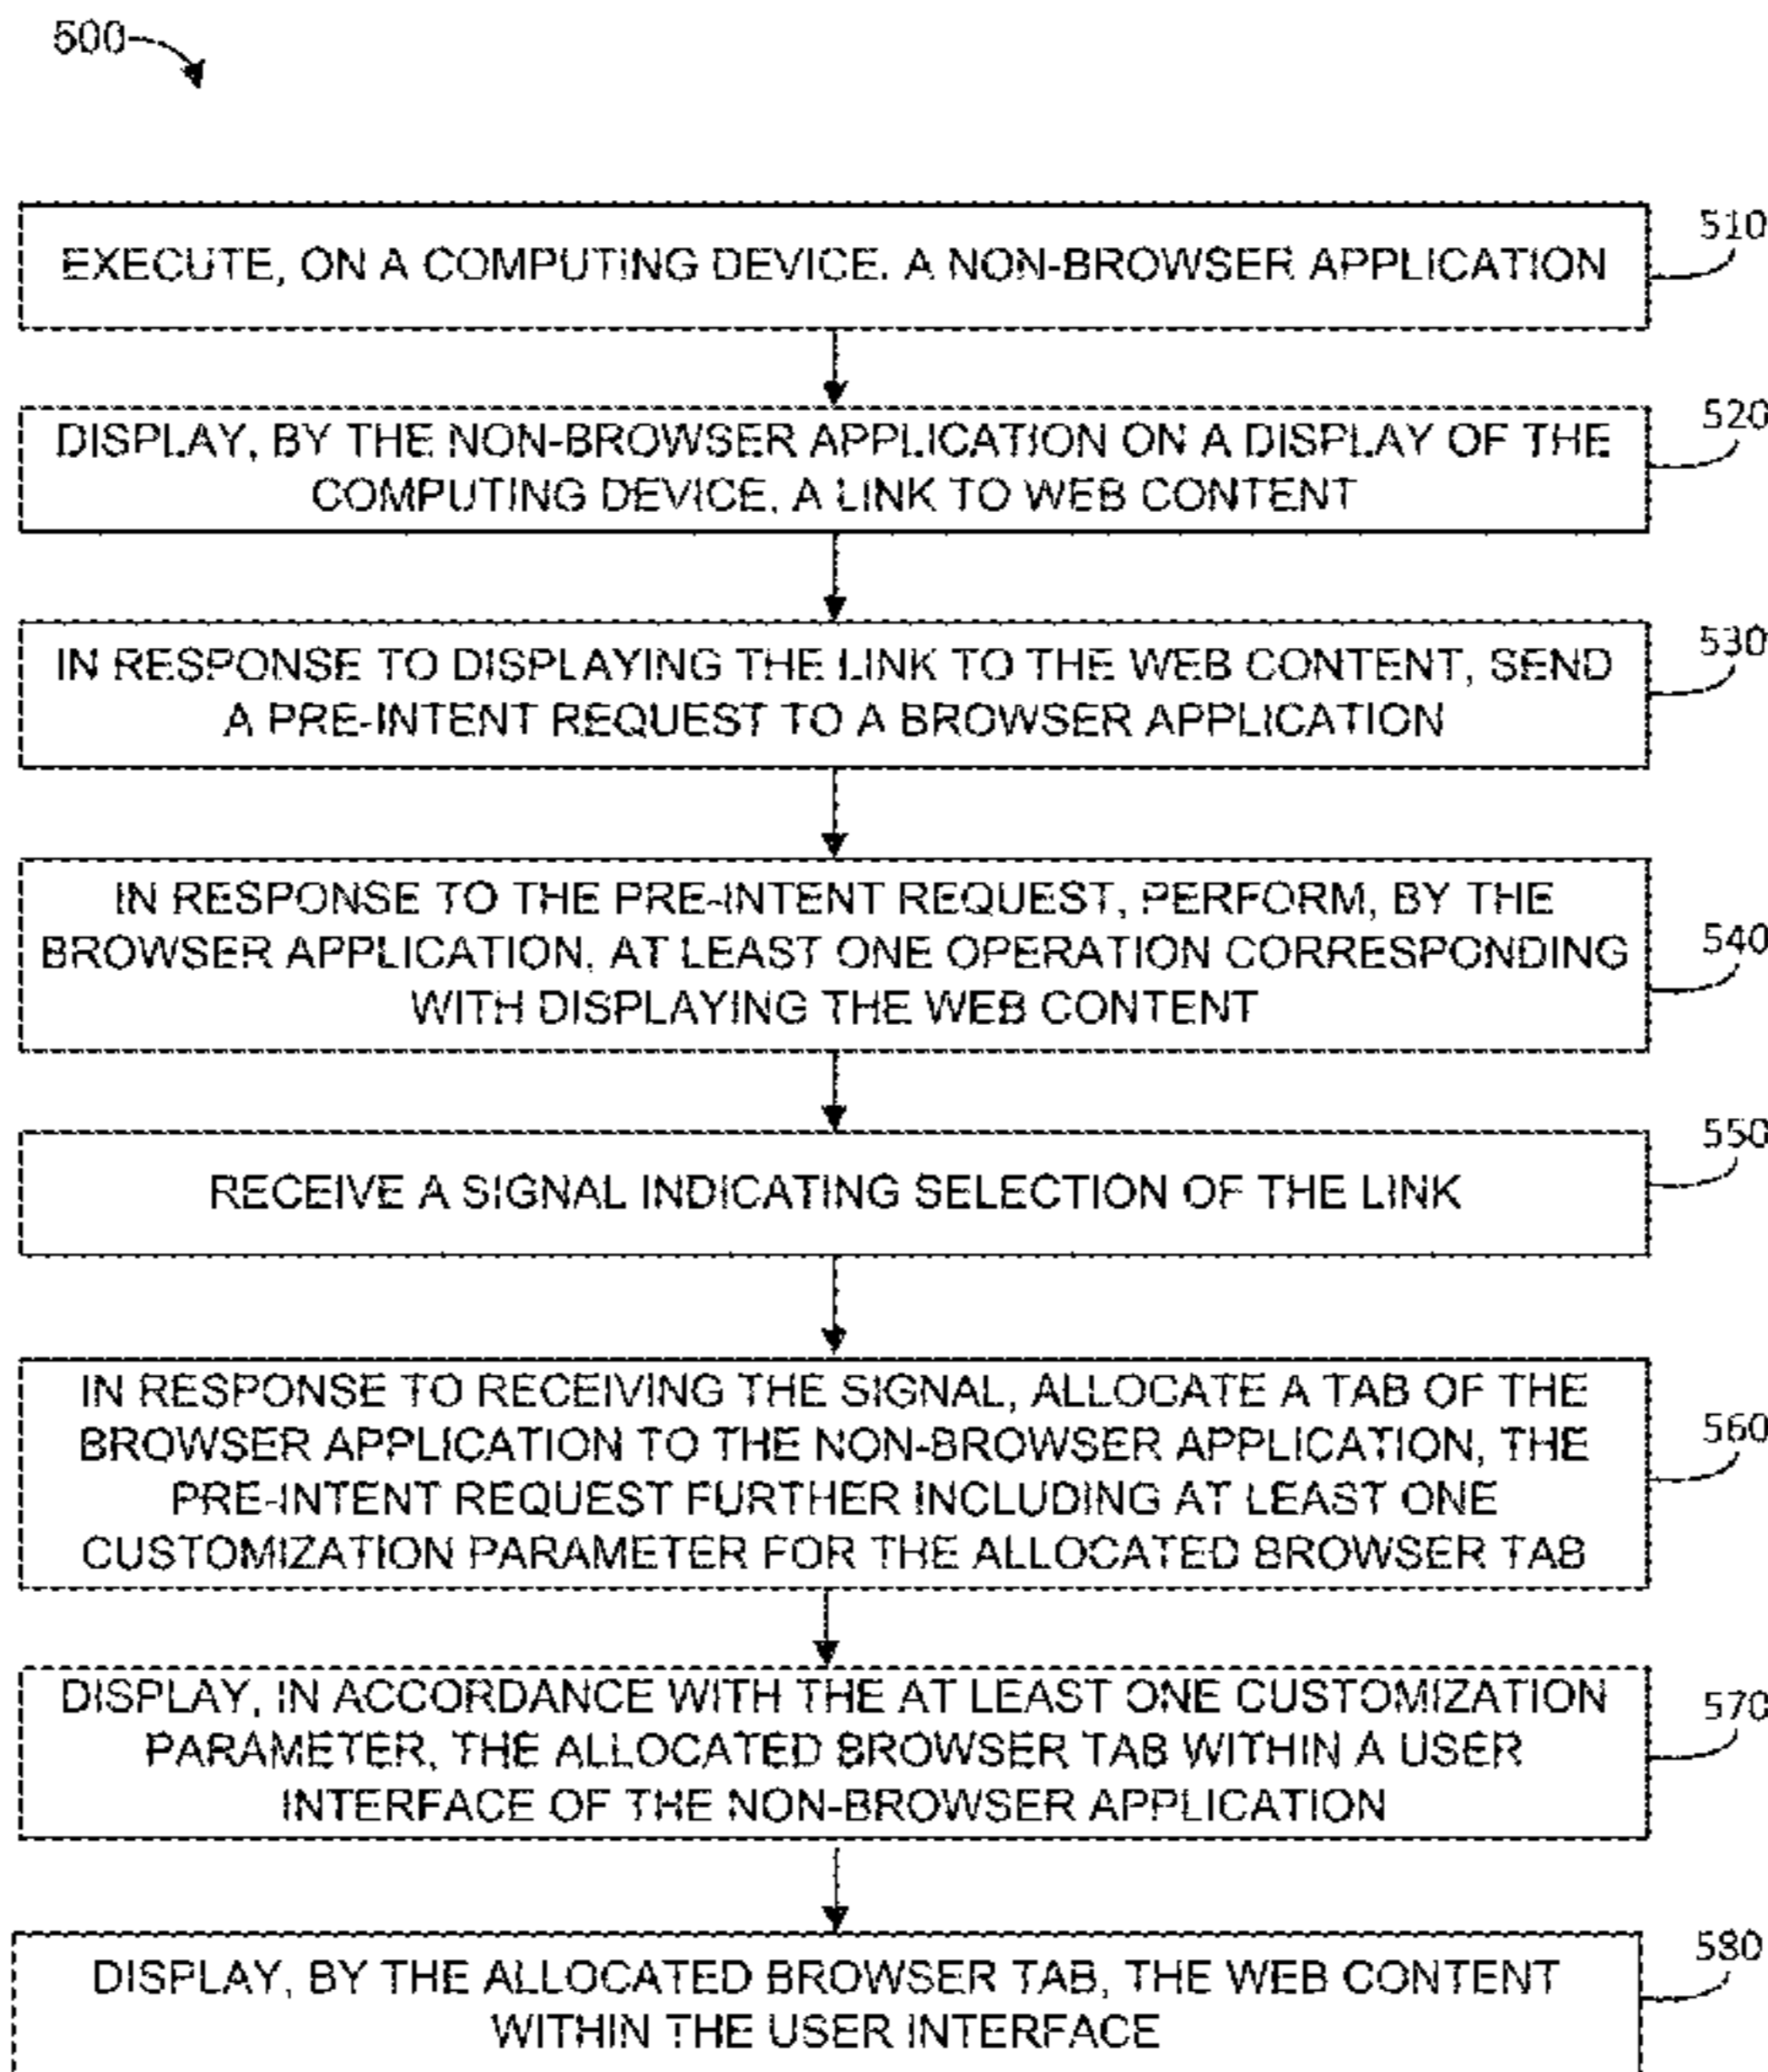 500
EXECUTE, ON A COMPUTING DEVICE. A NON-BROWSER APPLICATION
510
DISPLAY, BY THE NON-BROWSER APPLICATION ON A DISPLAY OF THE
COMPUTING DEVICE, A LINK TO WEB CONTENT
520
IN RESPONSE TO DISPLAYING THE LINK TO THE WEB CONTENT, SEND
A PRE-INTENT REQUEST TO A BROWSER APPLICATION
530
IN RESPONSE TO THE PRE-INTENT REQUEST, PERFORM, BY THE
BROWSER APPLICATION, AT LEAST ONE OPERATION CORRESPONDING
WITH DISPLAYING THE WEB CONTENT
540
RECEIVE A SIGNAL INDICATING SELECTION OF THE LINK
550
IN RESPONSE TO RECEIVING THE SIGNAL, ALLOCATE A TAB OF THE
BROWSER APPLICATION TO THE NON-BROWSER APPLICATION, THE
PRE-INTENT REQUEST FURTHER INCLUDING AT LEAST ONE
CUSTOMIZATION PARAMETER FOR THE ALLOCATED BROWSER TAB
560
DISPLAY, IN ACCORDANCE WITH THE AT LEAST ONE CUSTOMIZATION
PARAMETER, THE ALLOCATED BROWSER TAB WITHIN A USER
INTERFACE OF THE NON-BROWSER APPLICATION
570
DISPLAY, BY THE ALLOCATED BROWSER TAB, THE WEB CONTENT
WITHIN THE USER INTERFACE
580